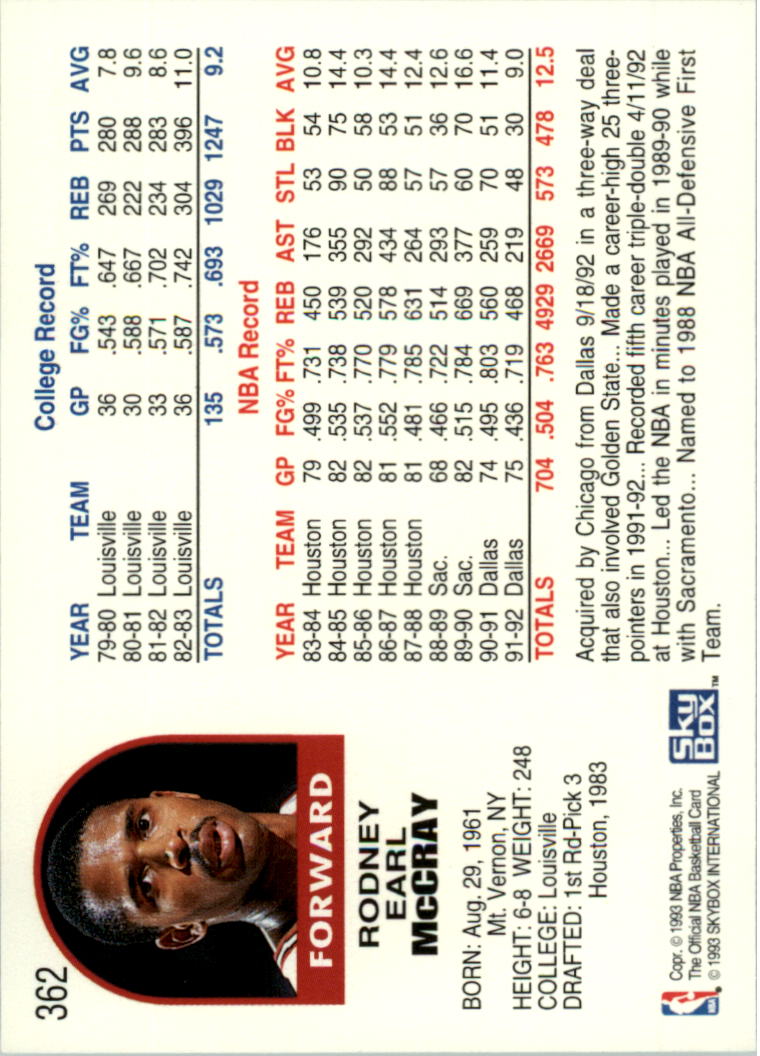 362
FORWARD
RODNEY
EARL
McCRAY
BORN: Aug. 29, 1961
Mt. Vernon, NY
HEIGHT: 6-8 WEIGHT: 248
COLLEGE: Louisville
DRAFTED: 1st Rd-Pick 3
Houston, 1983
NBA
Copr. © 1993 NBA Properties, Inc.
The Official NBA Basketball Card
© 1993 SKYBOX INTERNATIONAL
SkyBox™
College Record
YEAR TEAM GP FG% FT% REB PTS AVG
79-80 Louisville 36 .543 .647 269 280 7.8
80-81 Louisville 30 .588 .667 222 288 9.6
81-82 Louisville 33 .571 .702 234 283 8.6
82-83 Louisville 36 .587 .742 304 396 11.0
TOTALS 135 .573 .693 1029 1247 9.2
NBA Record
YEAR TEAM GP FG% FT% REB AST STL BLK AVG
83-84 Houston 79 .499 .731 450 176 53 54 10.8
84-85 Houston 82 .535 .738 539 355 90 75 14.4
85-86 Houston 82 .537 .770 520 292 50 58 10.3
86-87 Houston 81 .552 .779 578 434 88 53 14.4
87-88 Houston 81 .481 .785 631 264 57 51 12.4
88-89 Sac. 68 .466 .722 514 293 57 36 12.6
89-90 Sac. 82 .515 .784 669 377 60 70 16.6
90-91 Dallas 74 .495 .803 560 259 70 51 11.4
91-92 Dallas 75 .436 .719 468 219 48 30 9.0
TOTALS 704 .504 .763 4929 2669 573 478 12.5
Acquired by Chicago from Dallas 9/18/92 in a three-way deal
that also involved Golden State... Made a career-high 25 three-
pointers in 1991-92... Recorded fifth career triple-double 4/11/92
at Houston... Led the NBA in minutes played in 1989-90 while
with Sacramento... Named to 1988 NBA All-Defensive First
Team.